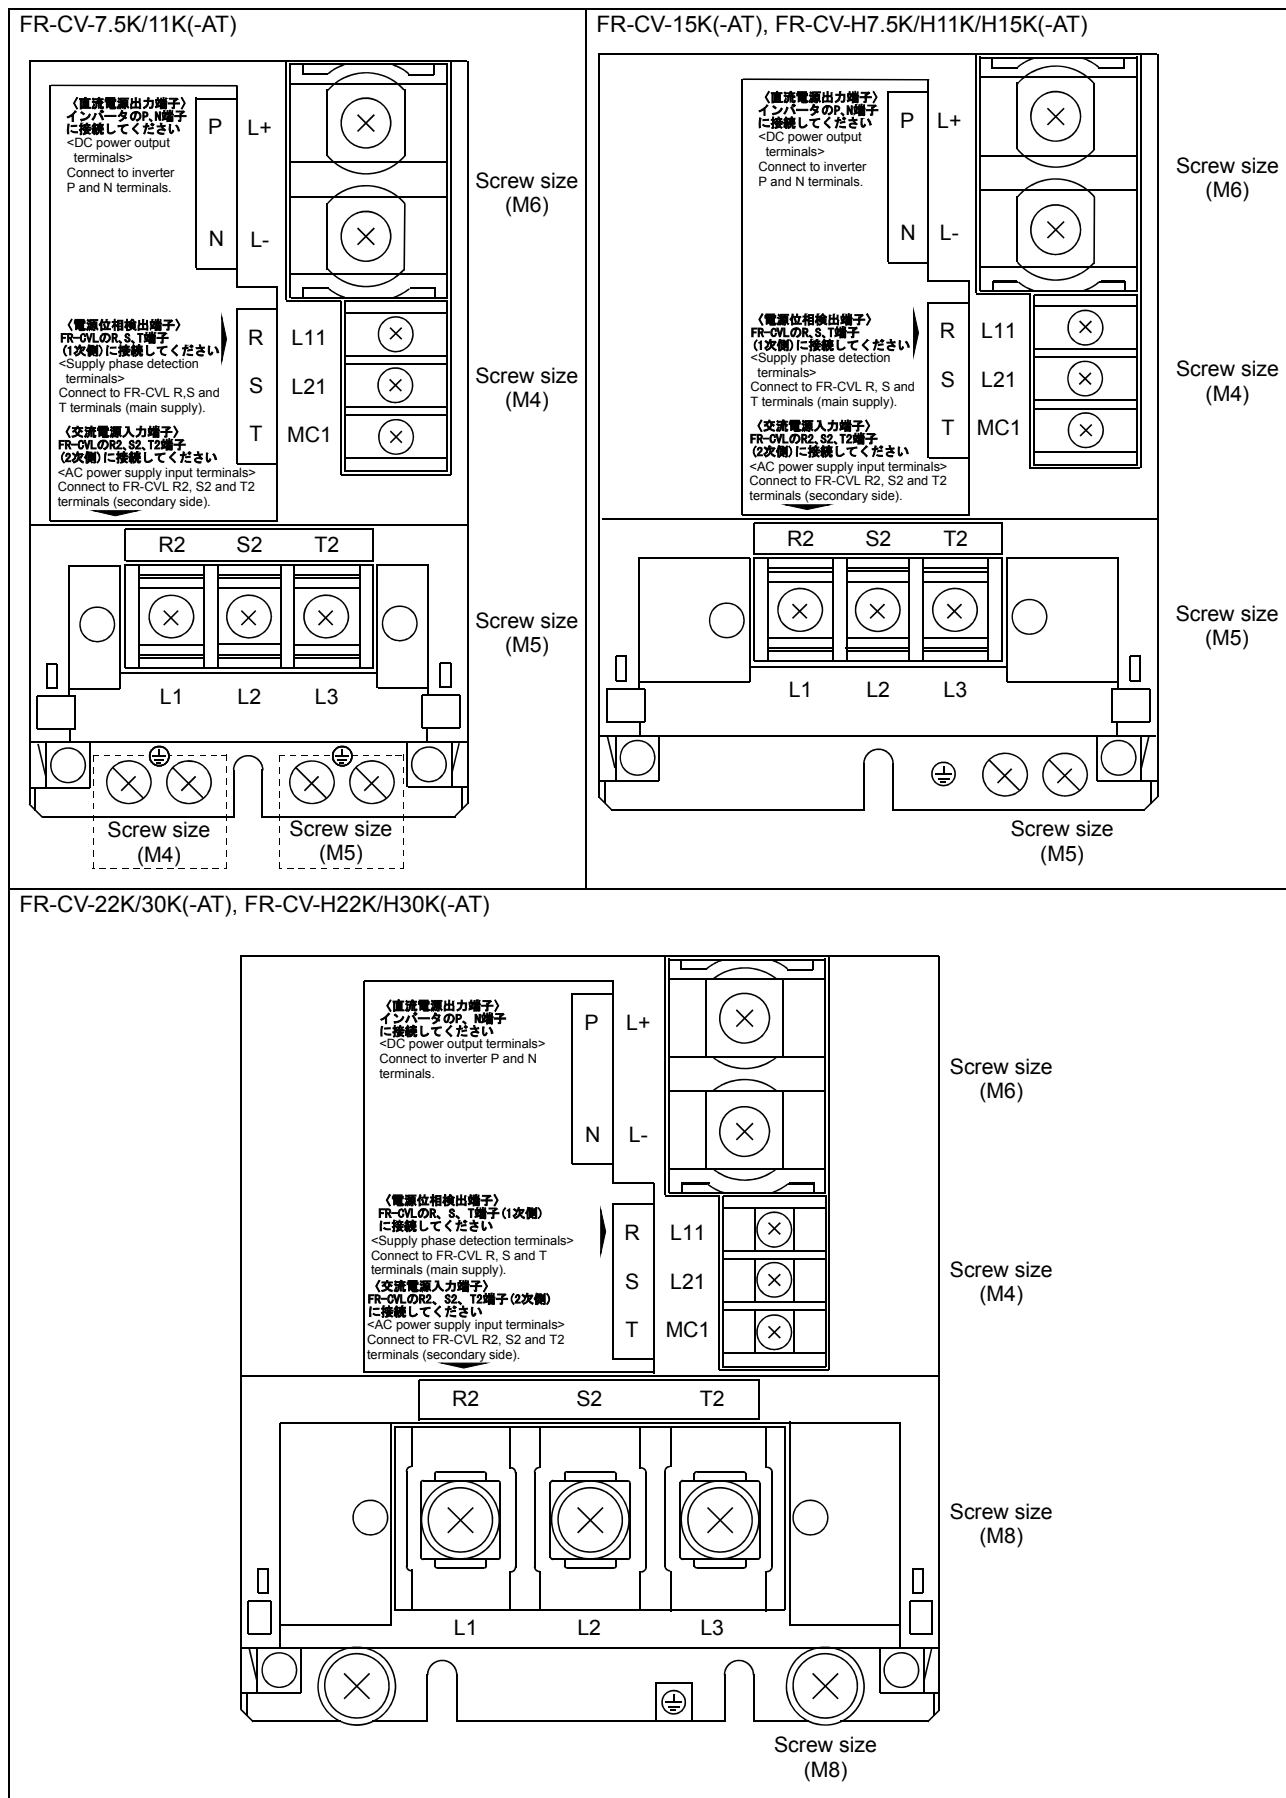 FR-CV-7.5K/11K(-AT)
〈直流電源出力端子〉
インバータのP、N端子
に接続してください
<DC power output
terminals>
Connect to inverter
P and N terminals.
P L+
N L-
Screw size
(M6)
〈電源位相検出端子〉
FR-CVLのR、S、T端子
(1次側)に接続してください
<Supply phase detection
terminals>
Connect to FR-CVL R,S and
T terminals (main supply).
R L11
S L21
T MC1
Screw size
(M4)
〈交流電源入力端子〉
FR-CVLのR2、S2、T2端子
(2次側)に接続してください
<AC power supply input terminals>
Connect to FR-CVL R2, S2 and T2
terminals (secondary side).
R2 S2 T2
Screw size
(M5)
L1 L2 L3
Screw size
(M4)
Screw size
(M5)
FR-CV-15K(-AT), FR-CV-H7.5K/H11K/H15K(-AT)
〈直流電源出力端子〉
インバータのP、N端子
に接続してください
<DC power output
terminals>
Connect to inverter
P and N terminals.
P L+
N L-
Screw size
(M6)
〈電源位相検出端子〉
FR-CVLのR、S、T端子
(1次側)に接続してください
<Supply phase detection
terminals>
Connect to FR-CVL R, S and
T terminals (main supply).
R L11
S L21
T MC1
Screw size
(M4)
〈交流電源入力端子〉
FR-CVLのR2、S2、T2端子
(2次側)に接続してください
<AC power supply input terminals>
Connect to FR-CVL R2, S2 and T2
terminals (secondary side).
R2 S2 T2
Screw size
(M5)
L1 L2 L3
Screw size
(M5)
FR-CV-22K/30K(-AT), FR-CV-H22K/H30K(-AT)
〈直流電源出力端子〉
インバータのP、N端子
に接続してください
<DC power output terminals>
Connect to inverter P and N
terminals.
P L+
N L-
Screw size
(M6)
〈電源位相検出端子〉
FR-CVLのR、S、T端子(1次側)
に接続してください
<Supply phase detection terminals>
Connect to FR-CVL R, S and T
terminals (main supply).
R L11
S L21
T MC1
Screw size
(M4)
〈交流電源入力端子〉
FR-CVLのR2、S2、T2端子(2次側)
に接続してください
<AC power supply input terminals>
Connect to FR-CVL R2, S2 and T2
terminals (secondary side).
R2 S2 T2
Screw size
(M8)
L1 L2 L3
Screw size
(M8)